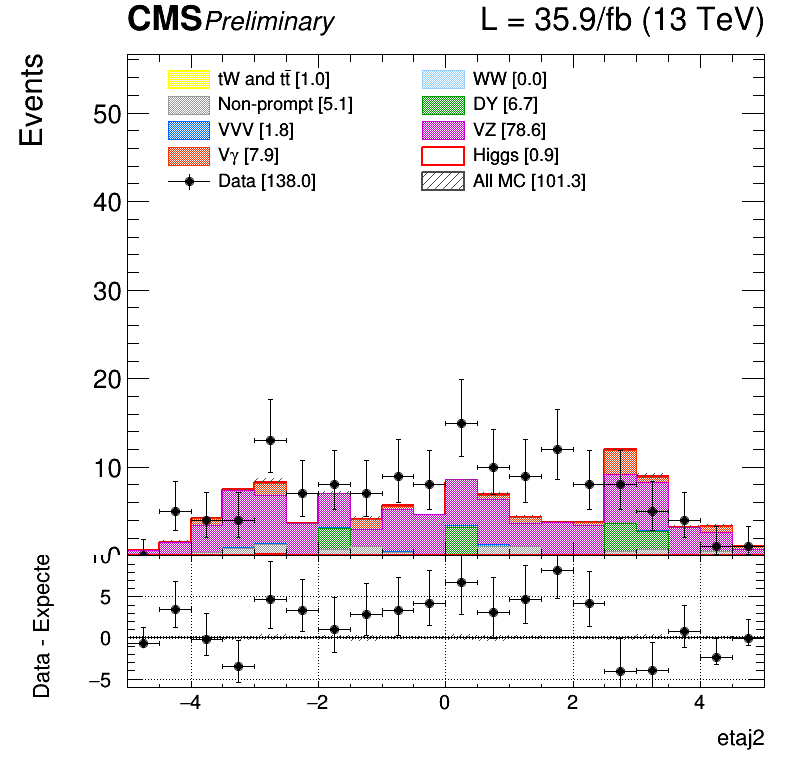 CMS Preliminary L = 35.9/fb (13 TeV)
Events
tW and tt̄ [1.0] WW [0.0]
Non-prompt [5.1] DY [6.7]
VVV [1.8] VZ [78.6]
Vγ [7.9] Higgs [0.9]
Data [138.0] All MC [101.3]
50
40
30
20
10
Data - Expecte
5
0
−5
−4 −2 0 2 4
etaj2